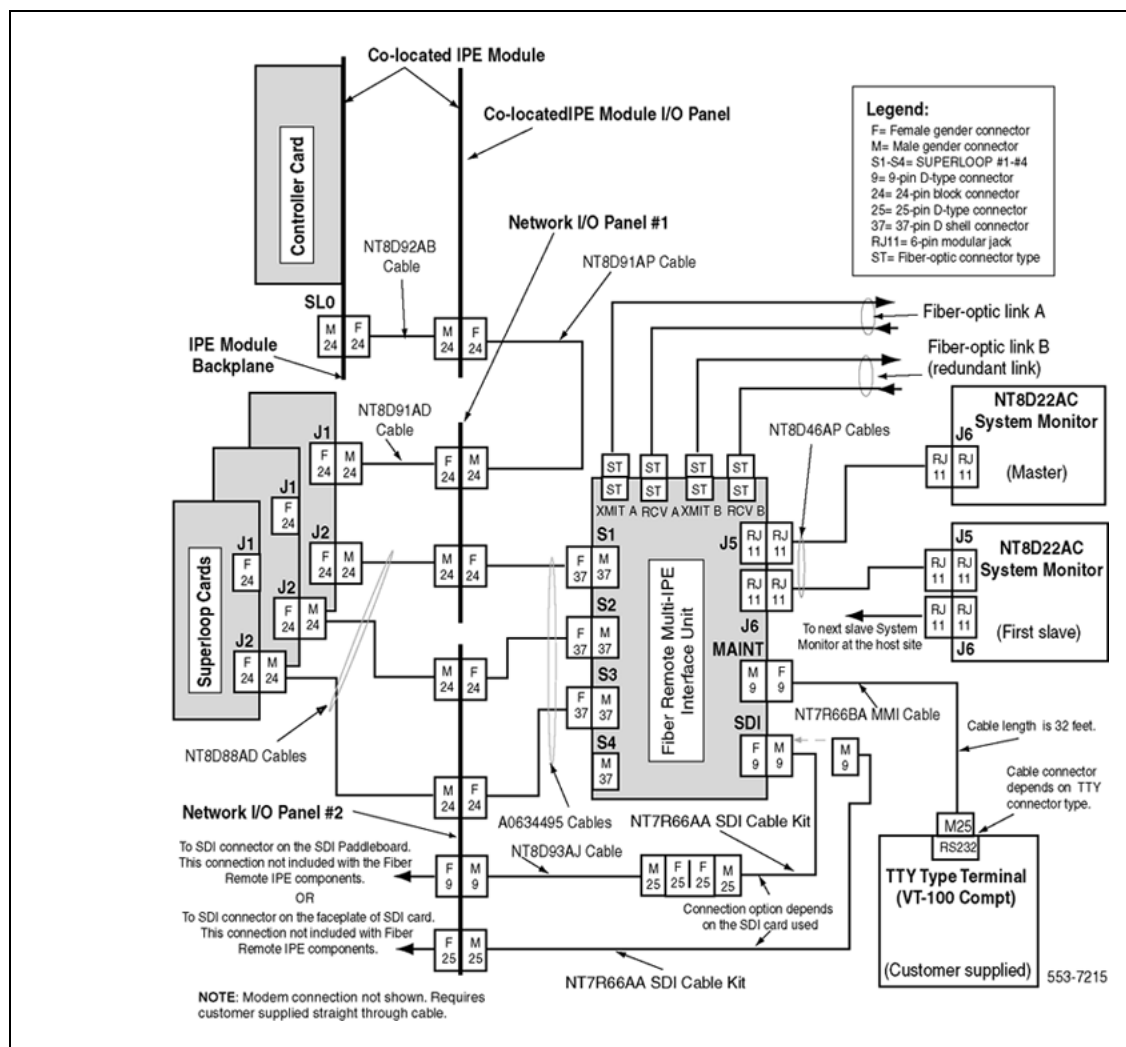 Co-located IPE Module
Co-locatedIPE Module I/O Panel
Controller Card
Network I/O Panel #1
NT8D92AB
Cable
NT8D91AP Cable
SL0
M
24
F
24
M
24
F
24
IPE Module
Backplane
Legend:
F= Female gender connector
M= Male gender connector
S1-S4= SUPERLOOP #1-#4
9= 9-pin D-type connector
24= 24-pin block connector
25= 25-pin D-type connector
37= 37-pin D shell connector
RJ11= 6-pin modular jack
ST= Fiber-optic connector type
Fiber-optic link A
Fiber-optic link B
(redundant link)
NT8D91AD
Cable
J1
F
24
M
24
F
24
M
24
J1
F
24
J2
F
24
M
24
M
24
F
24
J1
F
24
J2
F
24
M
24
M
24
F
24
J2
F
24
M
24
M
24
F
24
Superloop Cards
NT8D88AD Cables
ST
ST
ST
ST
ST
ST
ST
ST
XMIT A
RCV A
XMIT B
RCV B
S1
F
37
M
37
S2
F
37
M
37
S3
F
37
M
37
S4
M
37
Fiber Remote Multi-IPE
Interface Unit
J5
RJ
11
RJ
11
RJ
11
RJ
11
J6
MAINT
M
9
F
9
SDI
F
9
M
9
M
9
NT8D46AP Cables
NT8D22AC
System Monitor
J6
RJ
11
RJ
11
(Master)
J5
NT8D22AC
System Monitor
RJ
11
RJ
11
RJ
11
RJ
11
(First slave)
J6
To next slave System
Monitor at the host site
NT7R66BA MMI Cable
Cable length is 32 feet.
Cable connector
depends on TTY
connector type.
M25
RS232
TTY Type Terminal
(VT-100 Compt)
(Customer supplied)
553-7215
Network I/O Panel #2
A0634495 Cables
NT7R66AA SDI Cable Kit
NT8D93AJ Cable
To SDI connector on the SDI Paddleboard.
This connection not included with the Fiber
Remote IPE components.
F
9
M
9
M
25
F
25
F
25
M
25
OR
To SDI connector on the faceplate of SDI card.
This connection not included with Fiber
Remote IPE components.
Connection option depends
on the SDI card used
F
25
M
25
NT7R66AA SDI Cable Kit
NOTE: Modem connection not shown. Requires
customer supplied straight through cable.